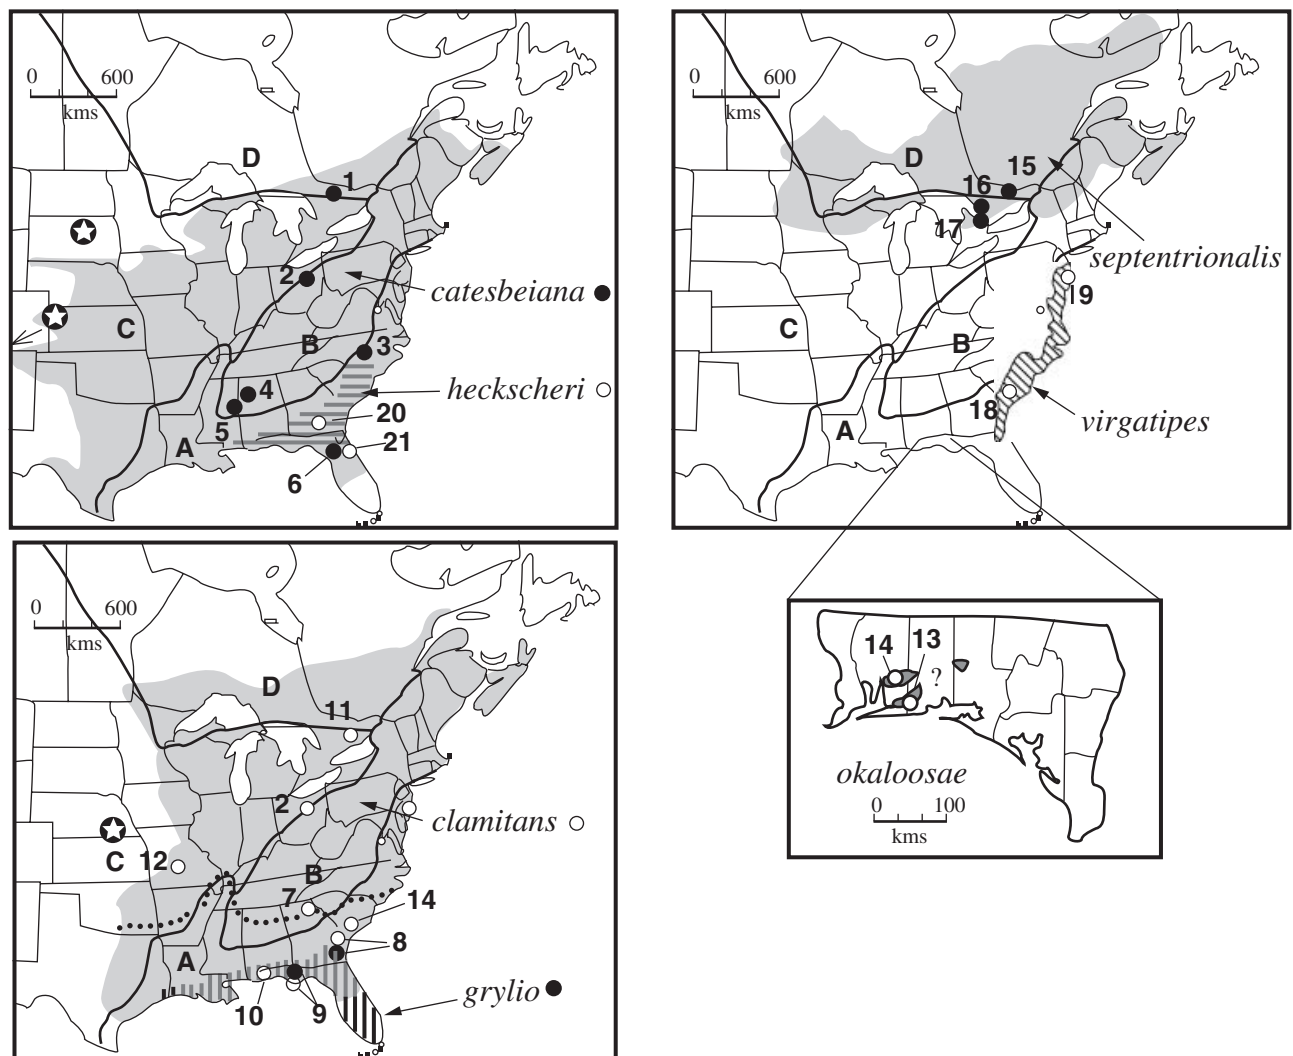 0 600
kms
D
1
2
catesbeiana
C
B
3
heckscheri
4
20
5
A
21
6
0 600
kms
D
15
16
17
septentrionalis
19
C
B
18
virgatipes
A
0 600
kms
D
11
2
clamitans
C 12
B
7
14
8
A
grylio
10
9
14
13
?
okaloosae
0 100
kms